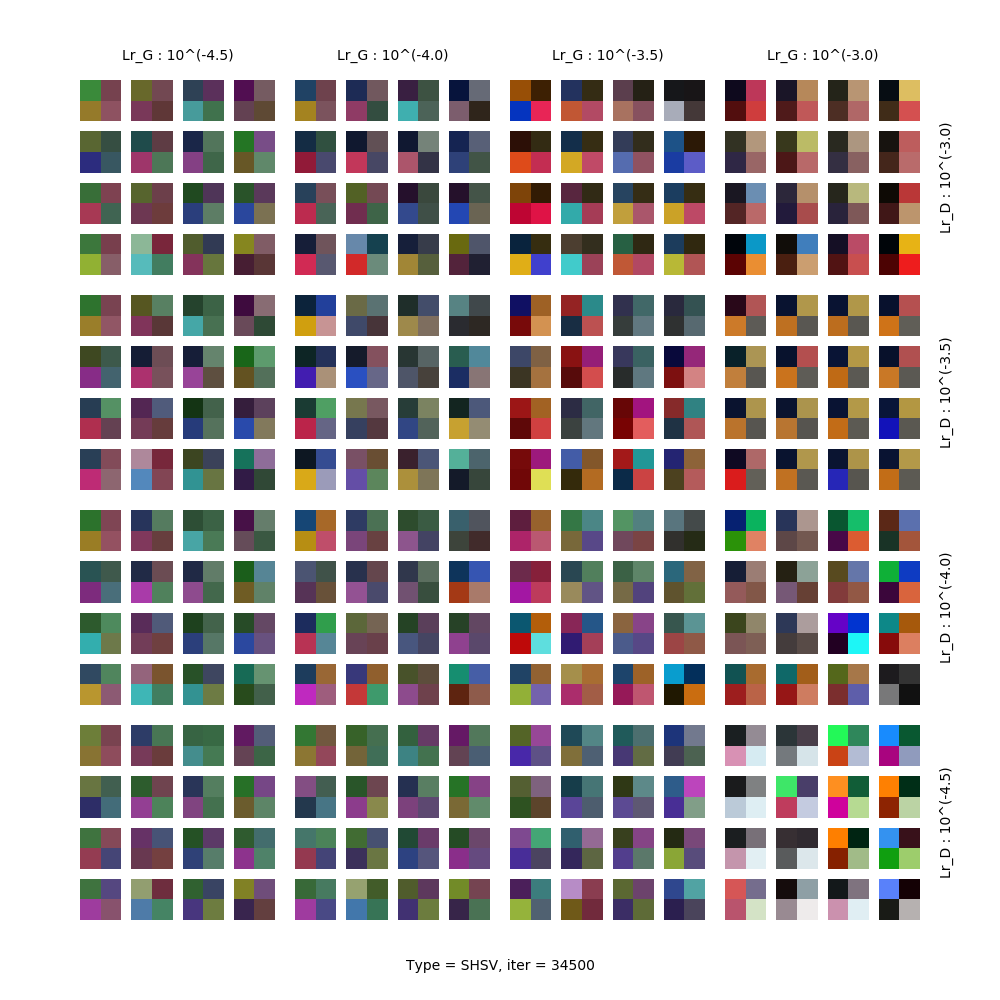 Lr_G : 10^(-4.5)
Lr_G : 10^(-4.0)
Lr_G : 10^(-3.5)
Lr_G : 10^(-3.0)
Lr_D : 10^(-3.0)
Lr_D : 10^(-3.5)
Lr_D : 10^(-4.0)
Lr_D : 10^(-4.5)
Type = SHSV, iter = 34500